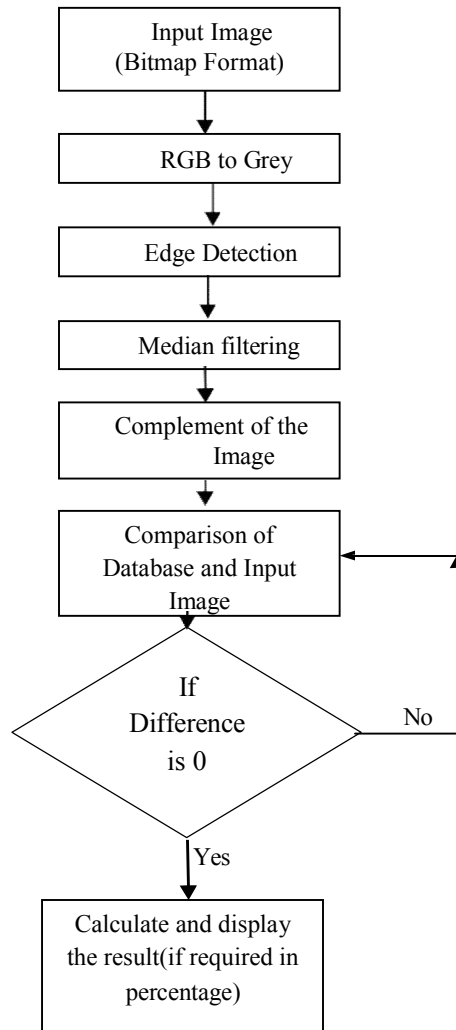 Input Image
(Bitmap Format)
RGB to Grey
Edge Detection
Median filtering
Complement of the
Image
Comparison of
Database and Input
Image
If
Difference
is 0
No
Yes
Calculate and display
the result(if required in
percentage)